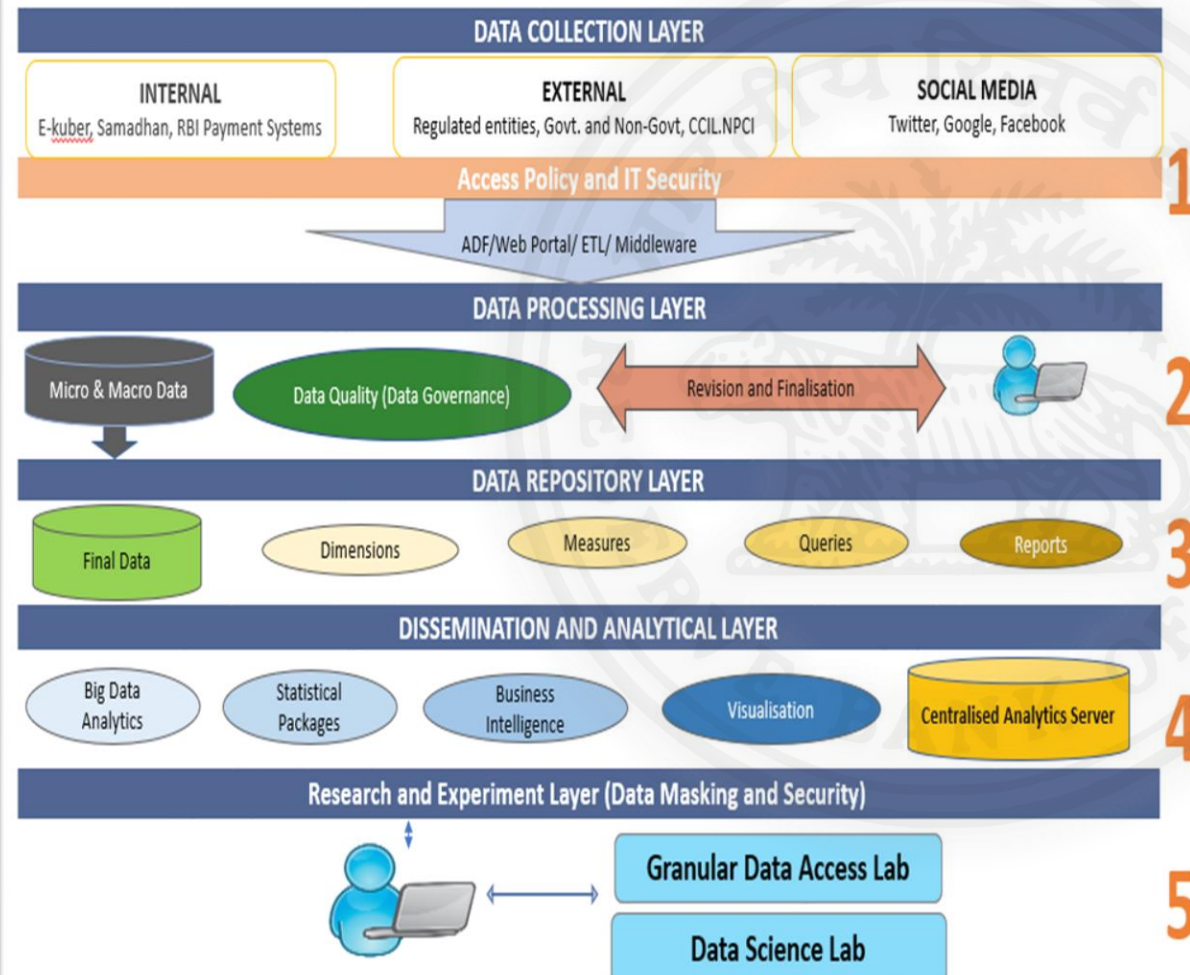 DATA COLLECTION LAYER
INTERNAL
E-kuber, Samadhan, RBI Payment Systems
EXTERNAL
Regulated entities, Govt. and Non-Govt, CCIL.NPCI
SOCIAL MEDIA
Twitter, Google, Facebook
Access Policy and IT Security
1
ADF/Web Portal/ ETL/ Middleware
DATA PROCESSING LAYER
Micro & Macro Data
Data Quality (Data Governance)
Revision and Finalisation
2
DATA REPOSITORY LAYER
Final Data
Dimensions
Measures
Queries
Reports
3
DISSEMINATION AND ANALYTICAL LAYER
Big Data
Analytics
Statistical
Packages
Business
Intelligence
Visualisation
Centralised Analytics Server
4
Research and Experiment Layer (Data Masking and Security)
Granular Data Access Lab
Data Science Lab
5